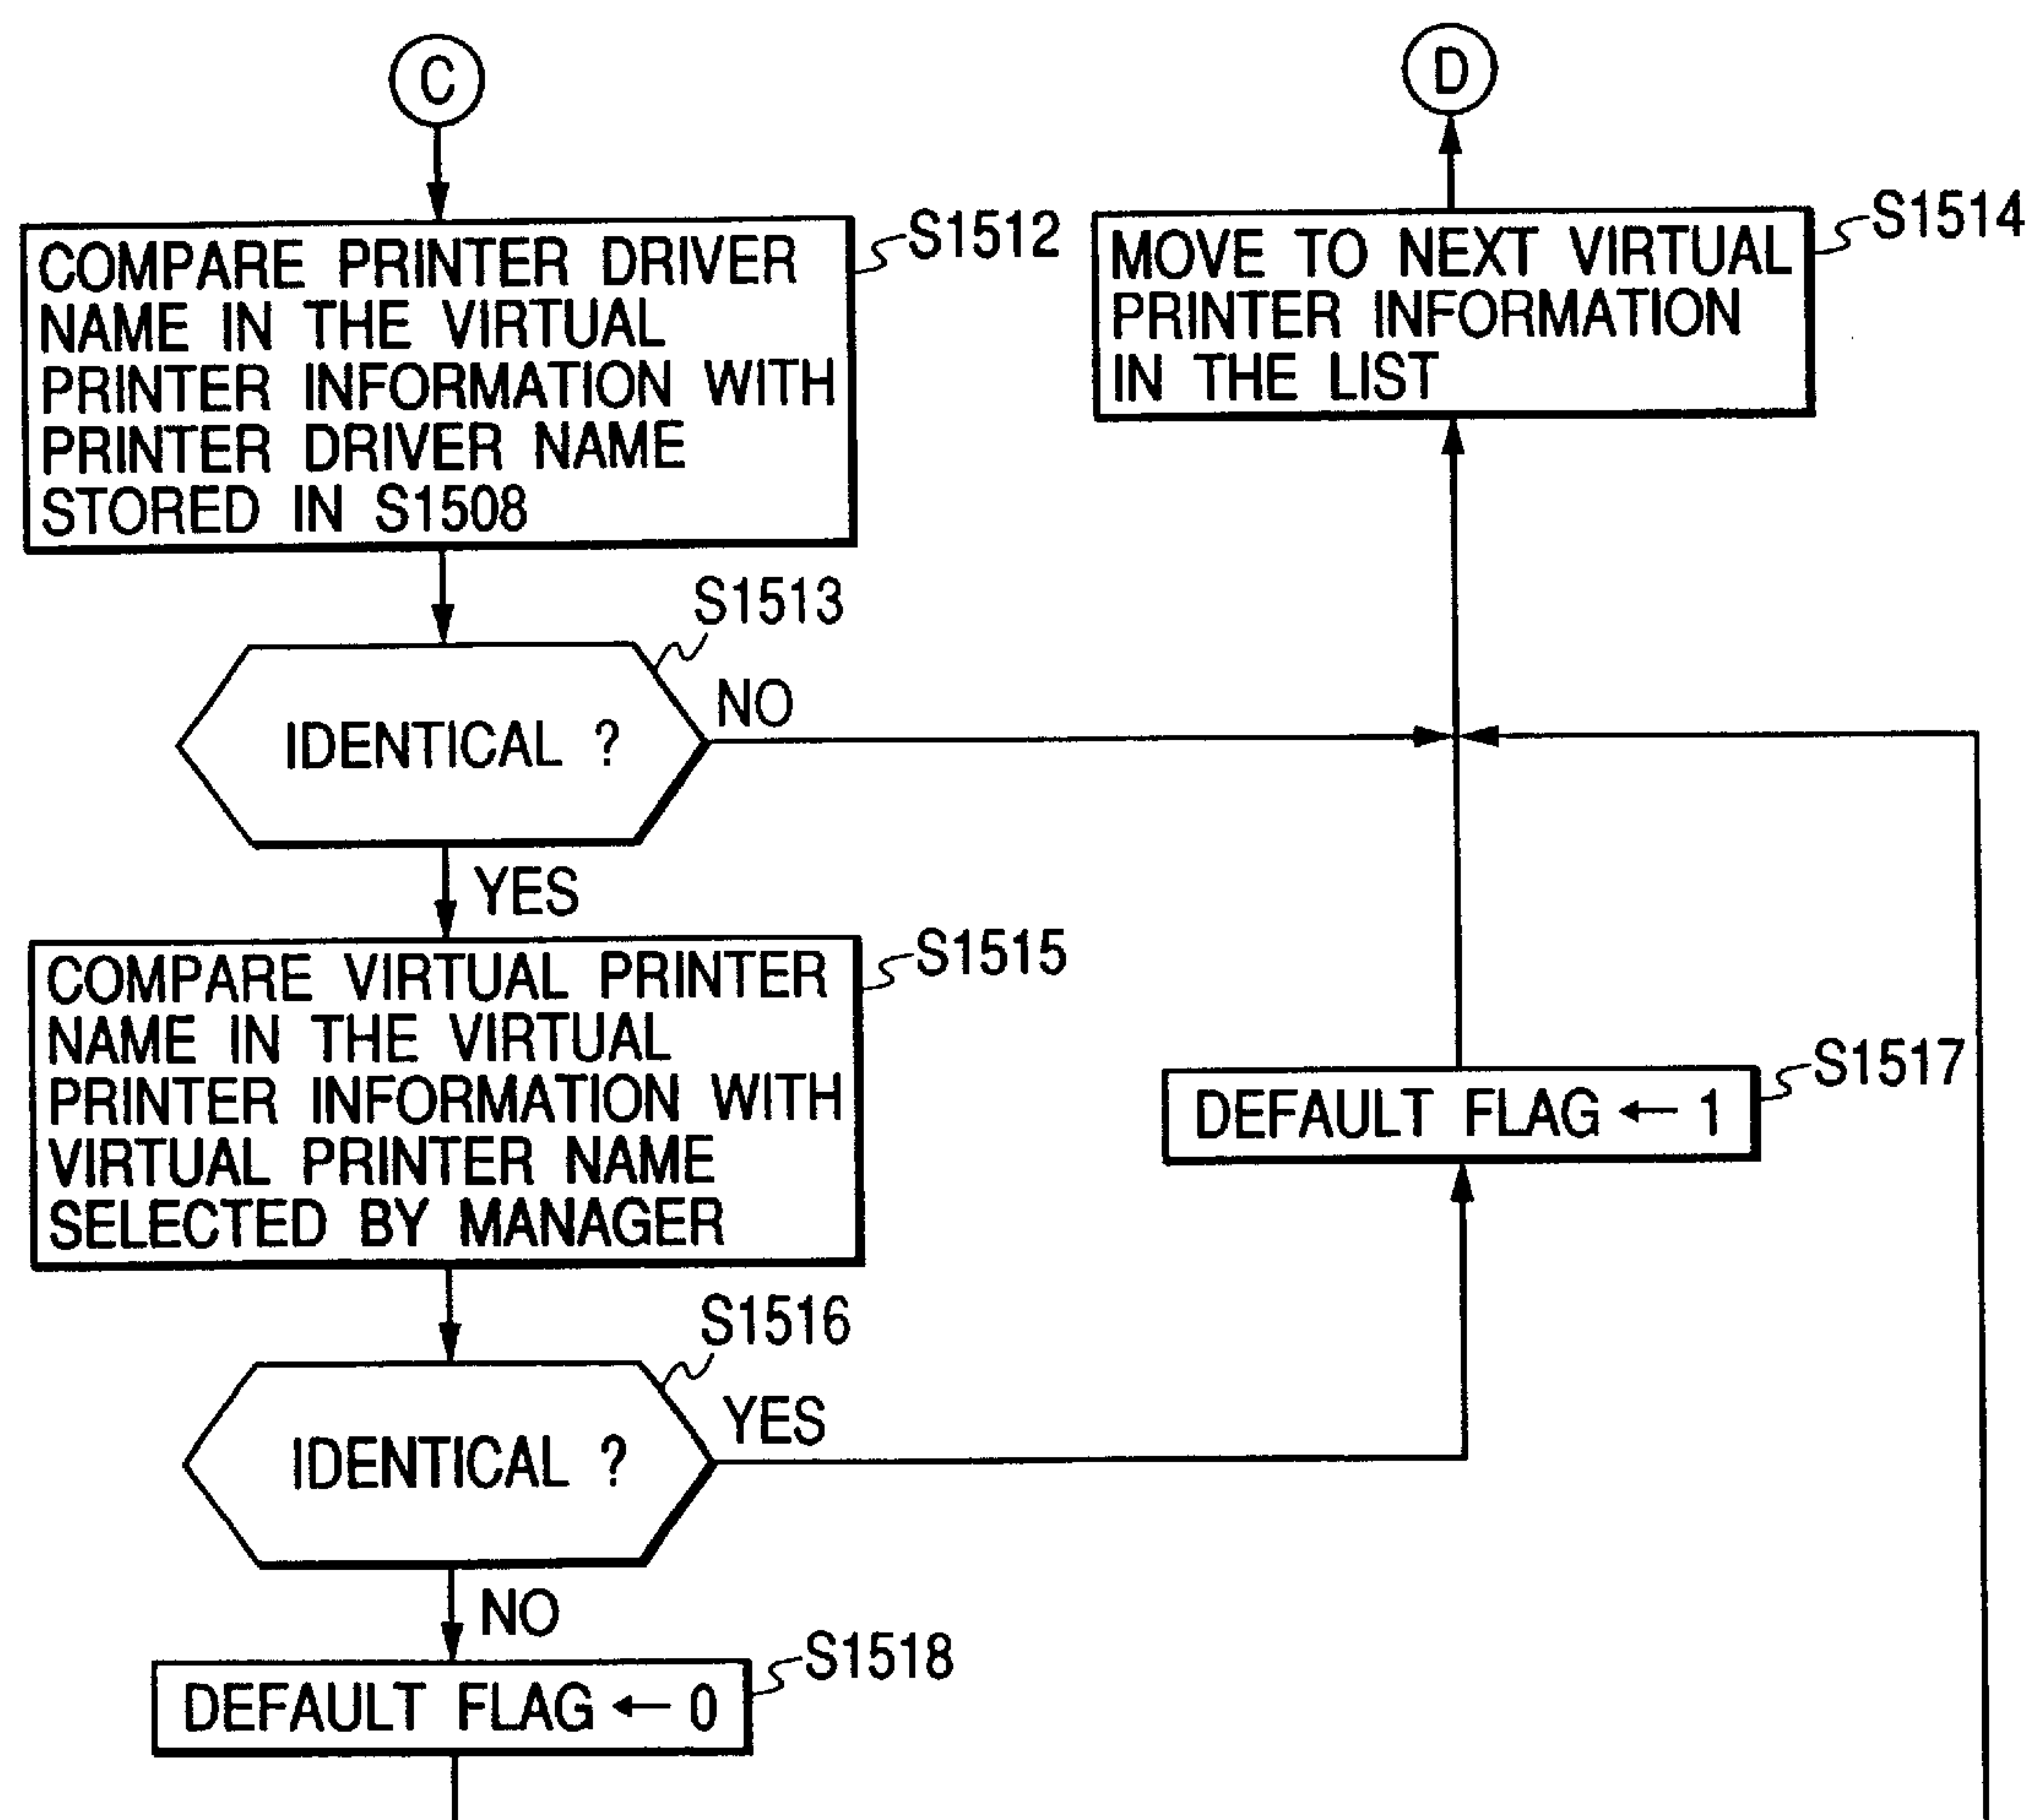 C
COMPARE PRINTER DRIVER
NAME IN THE VIRTUAL
PRINTER INFORMATION WITH
PRINTER DRIVER NAME
STORED IN S1508
S1512
S1513
IDENTICAL ?
NO
YES
COMPARE VIRTUAL PRINTER
NAME IN THE VIRTUAL
PRINTER INFORMATION WITH
VIRTUAL PRINTER NAME
SELECTED BY MANAGER
S1515
S1516
IDENTICAL ?
YES
NO
DEFAULT FLAG ← 0
S1518
D
MOVE TO NEXT VIRTUAL
PRINTER INFORMATION
IN THE LIST
S1514
DEFAULT FLAG ← 1
S1517